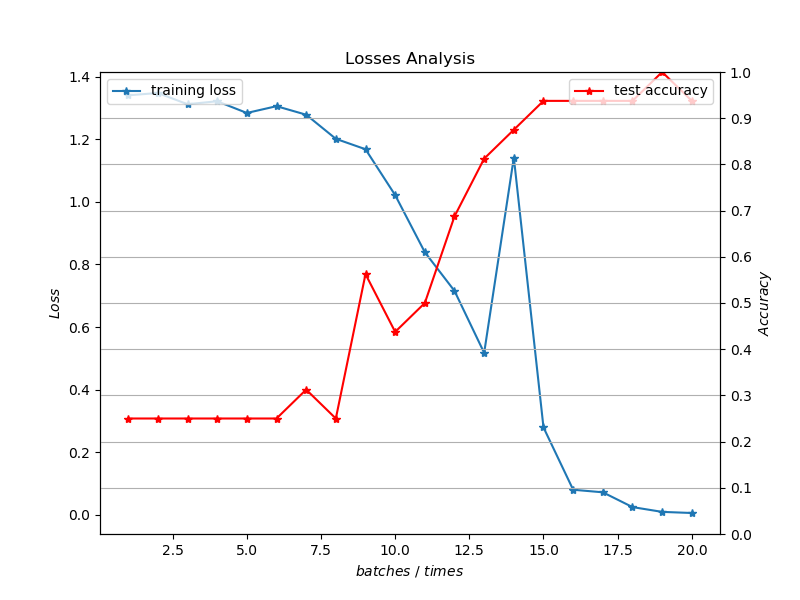 Losses Analysis
training loss
test accuracy
1.4
1.2
1.0
0.8
0.6
0.4
0.2
0.0
Loss
1.0
0.9
0.8
0.7
0.6
0.5
0.4
0.3
0.2
0.1
0.0
Accuracy
2.5 5.0 7.5 10.0 12.5 15.0 17.5 20.0
batches / times